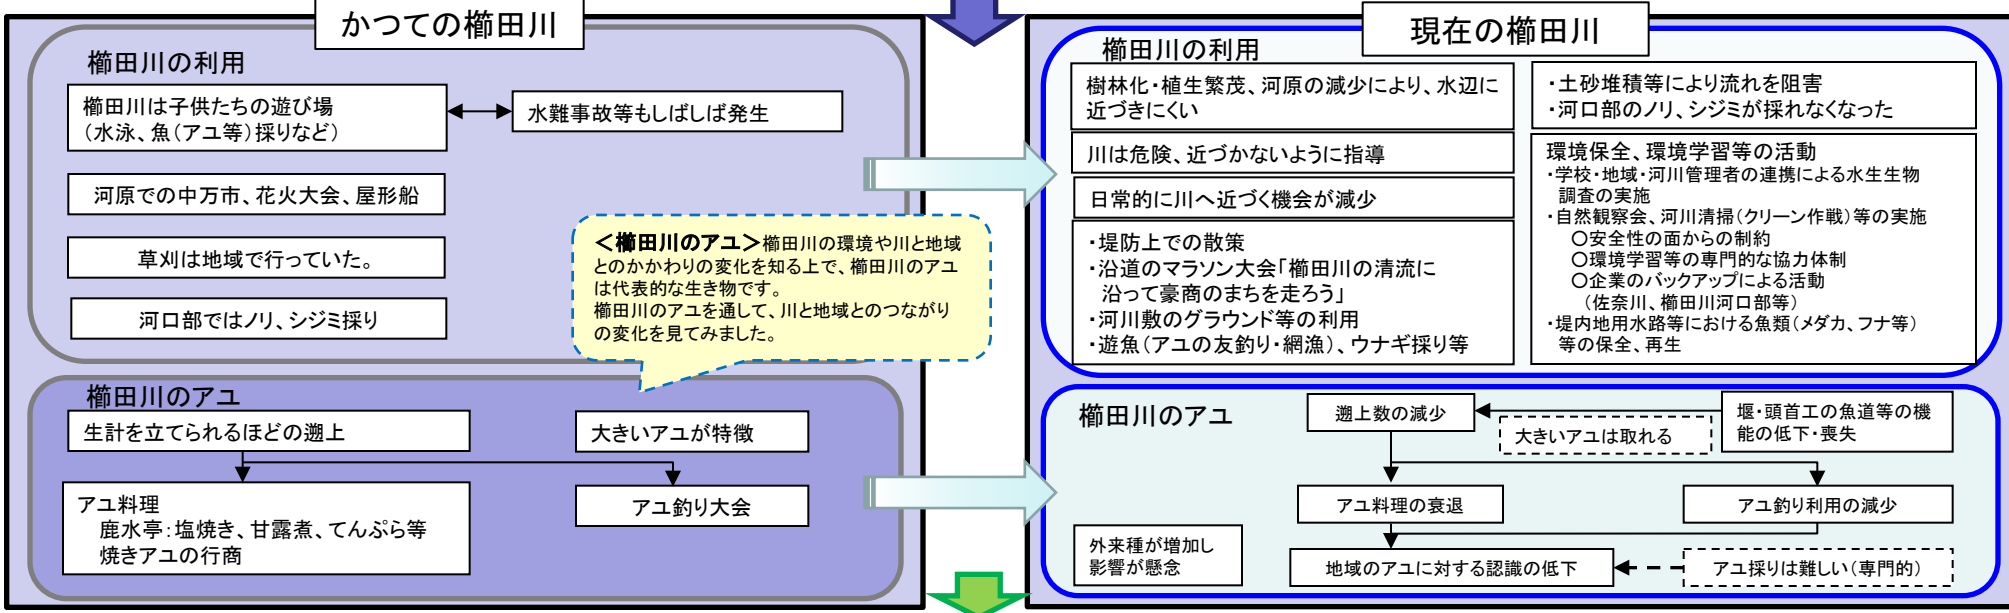 かつての櫛田川
櫛田川の利用
櫛田川は子供たちの遊び場
（水泳、魚（アユ等）採りなど）
水難事故等もしばしば発生
河原での中万市、花火大会、屋形船
草刈は地域で行っていた。
河口部ではノリ、シジミ採り
＜櫛田川のアユ＞櫛田川の環境や川と地域
とのかかわりの変化を知る上で、櫛田川のアユ
は代表的な生き物です。
櫛田川のアユを通して、川と地域とのつながり
の変化を見てみました。
櫛田川のアユ
生計を立てられるほどの遡上
大きいアユが特徴
アユ料理
鹿水亭：塩焼き、甘露煮、てんぷら等
焼きアユの行商
アユ釣り大会
現在の櫛田川
櫛田川の利用
樹林化・植生繁茂、河原の減少により、水辺に
近づきにくい
川は危険、近づかないように指導
日常的に川へ近づく機会が減少
・堤防上での散策
・沿道のマラソン大会「櫛田川の清流に
沿って豪商のまちを走ろう」
・河川敷のグラウンド等の利用
・遊魚（アユの友釣り・網漁）、ウナギ採り等
・土砂堆積等により流れを阻害
・河口部のノリ、シジミが採れなくなった
環境保全、環境学習等の活動
・学校・地域・河川管理者の連携による水生生物
調査の実施
・自然観察会、河川清掃（クリーン作戦）等の実施
〇安全性の面からの制約
〇環境学習等の専門的な協力体制
〇企業のバックアップによる活動
（佐奈川、櫛田川河口部等）
・堤内地用水路等における魚類（メダカ、フナ等）
等の保全、再生
櫛田川のアユ
遡上数の減少
大きいアユは取れる
堰・頭首工の魚道等の機
能の低下・喪失
アユ料理の衰退
アユ釣り利用の減少
外来種が増加し
影響が懸念
地域のアユに対する認識の低下
アユ採りは難しい（専門的）